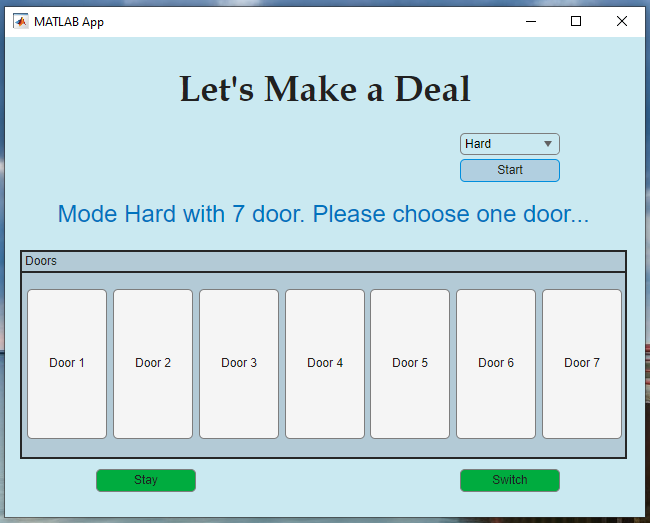 MATLAB App
Let's Make a Deal
Hard
Start
Mode Hard with 7 door. Please choose one door...
Doors
Door 1 Door 2 Door 3 Door 4 Door 5 Door 6 Door 7
Stay Switch